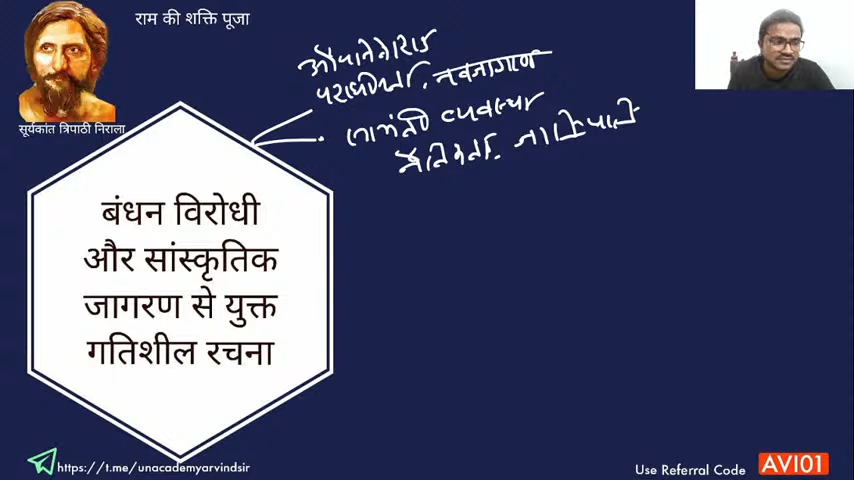 राम की शक्ति पूजा
सूर्यकांत त्रिपाठी निराला
पराधीनता, नवजागरण
सामंती व्यवस्था
नैतिकता, जाति पाति
बंधन विरोधी
और सांस्कृतिक
जागरण से युक्त
गतिशील रचना
https://t.me/unacademyarvindsir
Use Referral Code AVI01